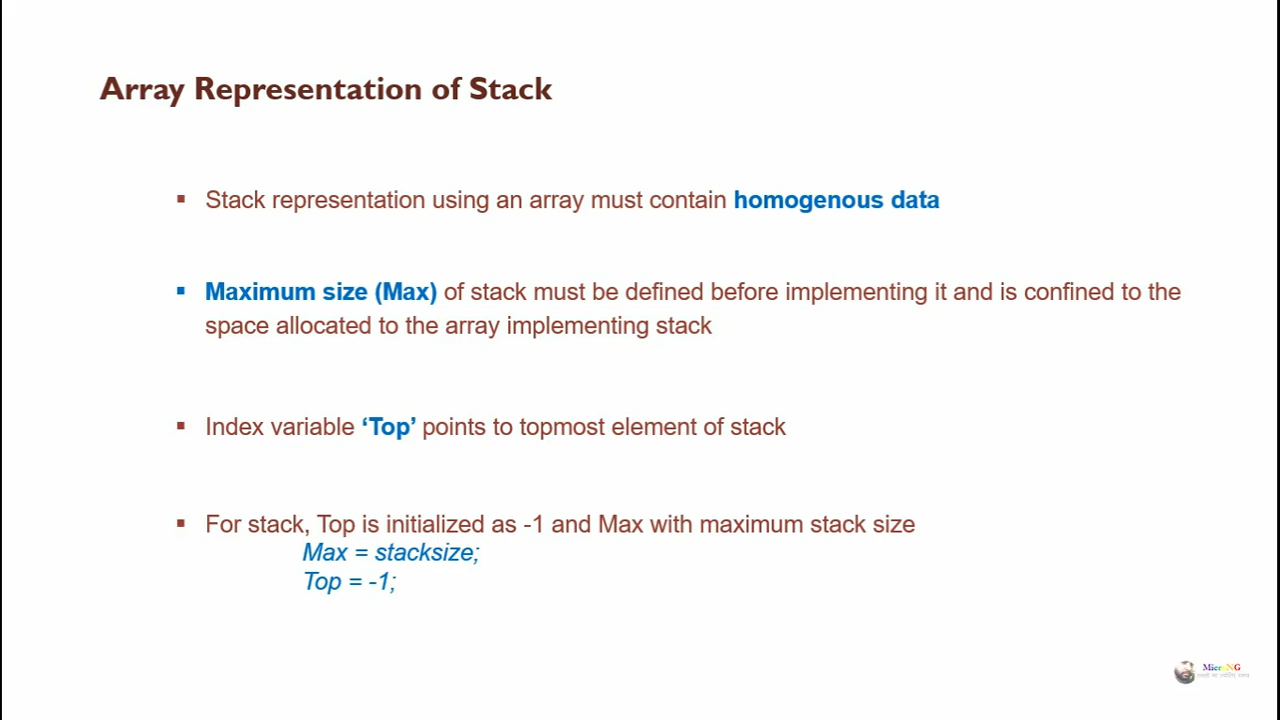 Array Representation of Stack
▪ Stack representation using an array must contain homogenous data
▪ Maximum size (Max) of stack must be defined before implementing it and is confined to the
space allocated to the array implementing stack
▪ Index variable ‘Top’ points to topmost element of stack
▪ For stack, Top is initialized as -1 and Max with maximum stack size
Max = stacksize;
Top = -1;
MicroNG